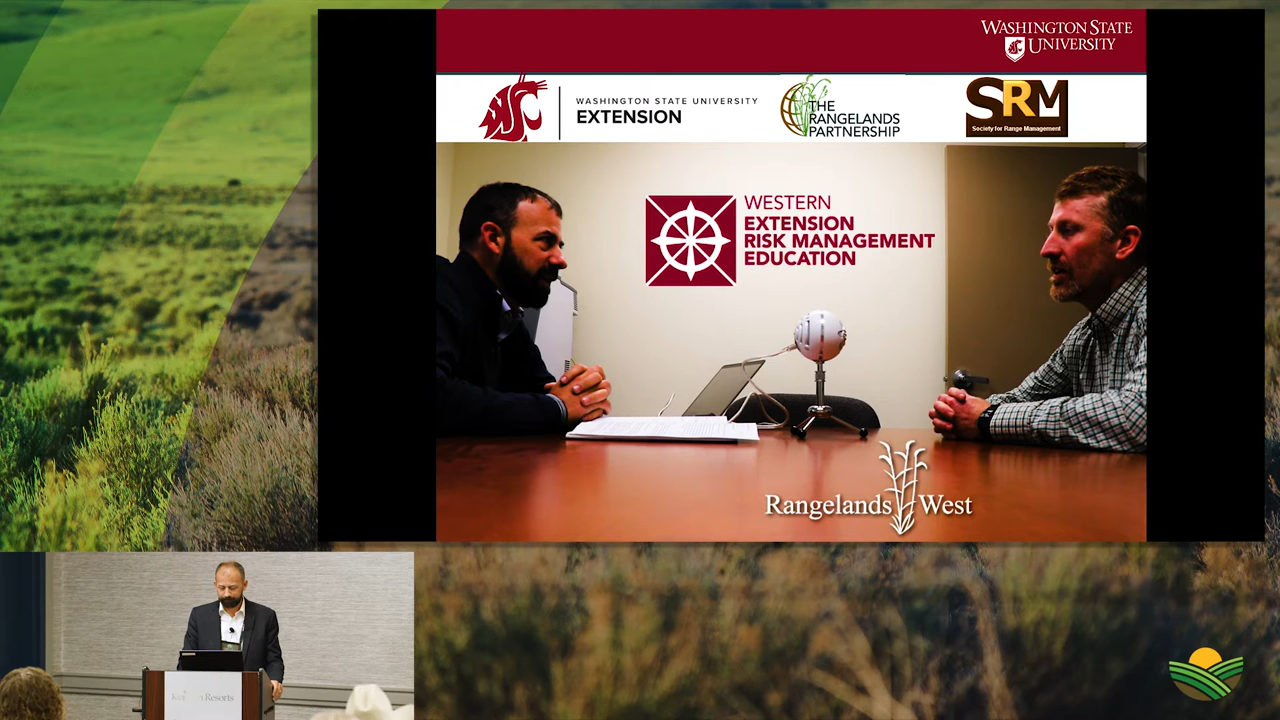 WASHINGTON STATE
UNIVERSITY
WASHINGTON STATE UNIVERSITY
EXTENSION
THE
RANGELANDS
PARTNERSHIP
SRM
Society for Range Management
WESTERN
EXTENSION
RISK MANAGEMENT
EDUCATION
Rangelands West
Resorts